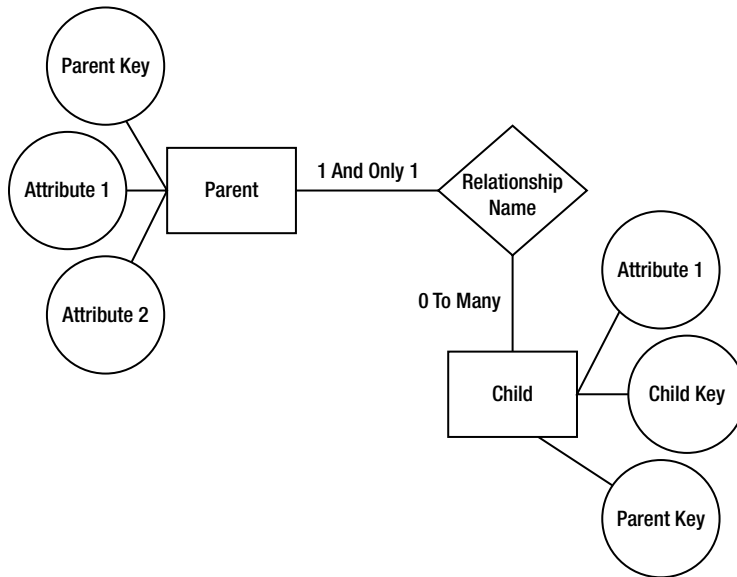 Parent Key
Attribute 1
Attribute 2
Parent
1 And Only 1
Relationship
Name
0 To Many
Child
Attribute 1
Child Key
Parent Key